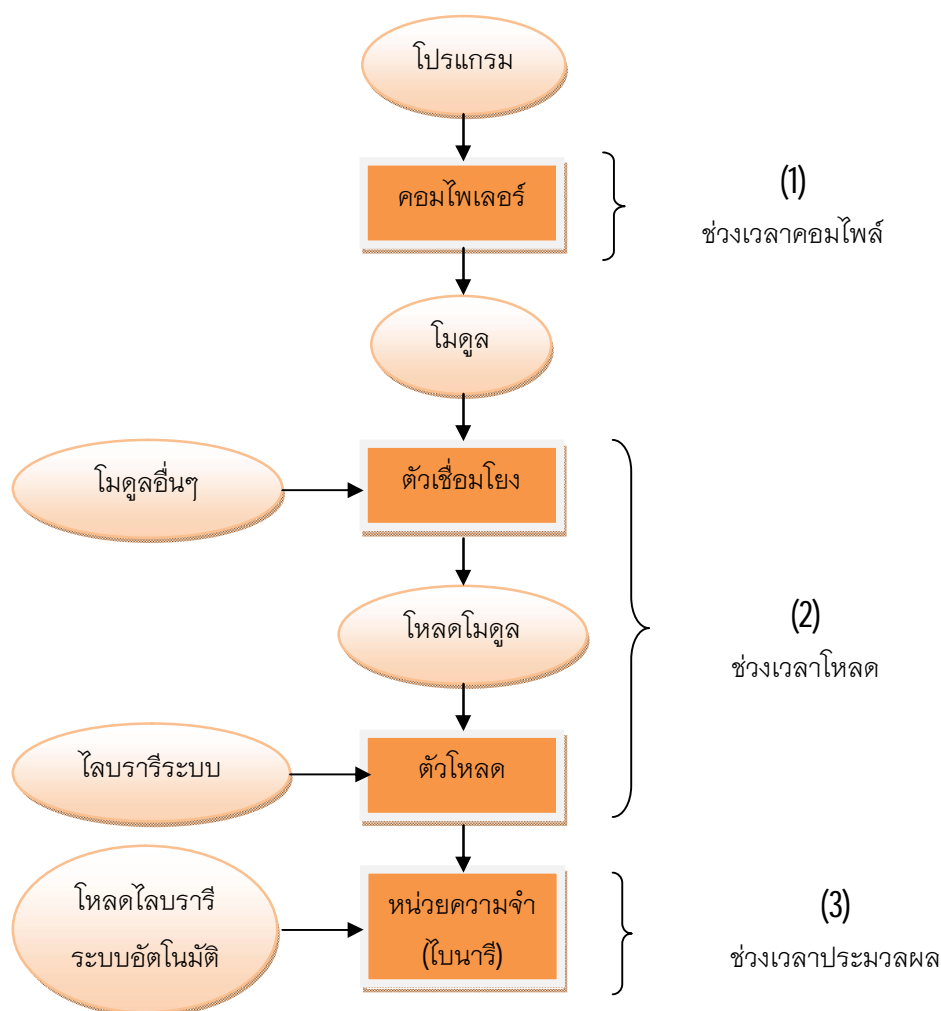 โปรแกรม
คอมไพเลอร์
(1)
ช่วงเวลาคอมไพล์
โมดูล
โมดูลอื่นๆ
ตัวเชื่อมโยง
โหลดโมดูล
(2)
ช่วงเวลาโหลด
ไลบรารีระบบ
ตัวโหลด
โหลดไลบรารี
ระบบอัตโนมัติ
หน่วยความจำ
(ไบนารี)
(3)
ช่วงเวลาประมวลผล